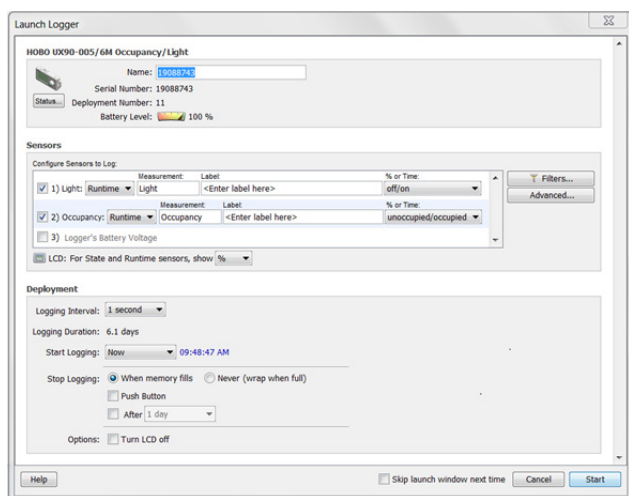 Launch Logger
HOBO UX90-005/6M Occupancy/Light
Name: 19088743
Serial Number: 19088743
Status... Deployment Number: 11
Battery Level: 100 %
Sensors
Configure Sensors to Log:
Measurement: Label: % or Time:
1) Light: Runtime Light <Enter label here> off/on
Filters...
Advanced...
Measurement: Label: % or Time:
2) Occupancy: Runtime Occupancy <Enter label here> unoccupied/occupied
3) Logger's Battery Voltage
LCD: For State and Runtime sensors, show %
Deployment
Logging Interval: 1 second
Logging Duration: 6.1 days
Start Logging: Now 09:48:47 AM
Stop Logging: When memory fills Never (wrap when full)
Push Button
After 1 day
Options: Turn LCD off
Help Skip launch window next time Cancel Start